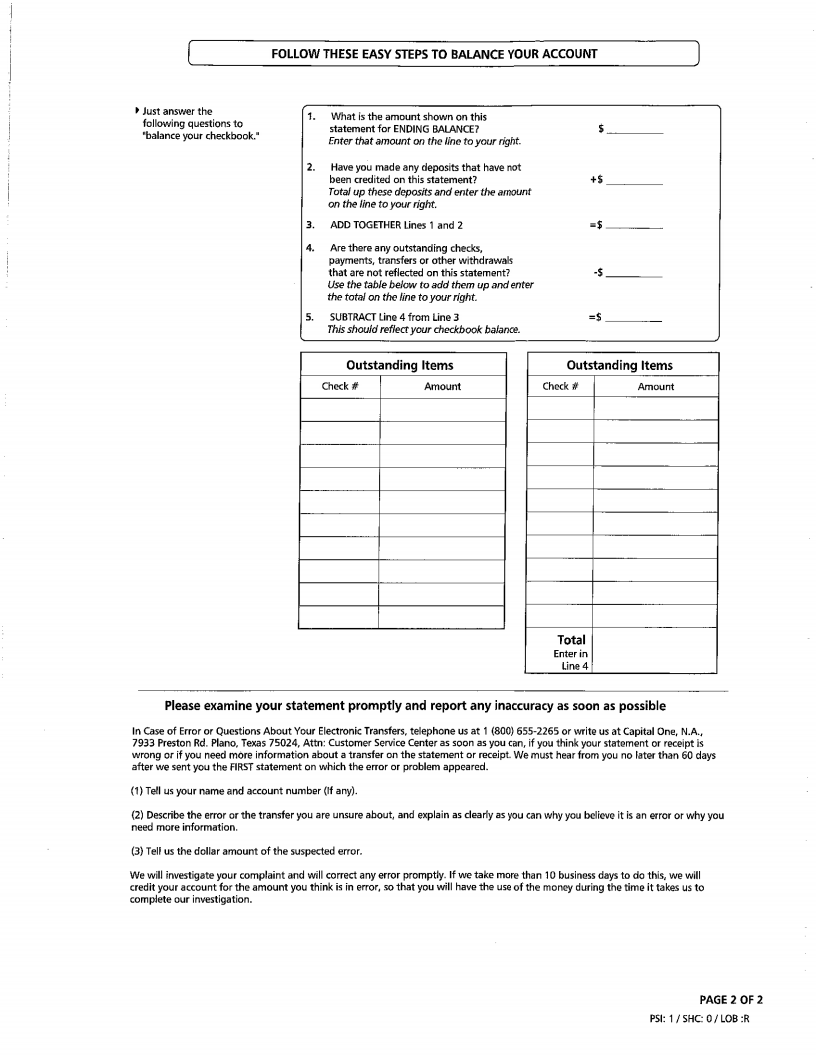 FOLLOW THESE EASY STEPS TO BALANCE YOUR ACCOUNT
Just answer the
following questions to
"balance your checkbook."
1. What is the amount shown on this
statement for ENDING BALANCE? $
Enter that amount on the line to your right.
2. Have you made any deposits that have not
been credited on this statement? +$
Total up these deposits and enter the amount
on the line to your right.
3. ADD TOGETHER Lines 1 and 2 =$
4. Are there any outstanding checks,
payments, transfers or other withdrawals
that are not reflected on this statement? -$
Use the table below to add them up and enter
the total on the line to your right.
5. SUBTRACT Line 4 from Line 3 =$
This should reflect your checkbook balance.
Outstanding Items
Check # Amount
Outstanding Items
Check # Amount
Total
Enter in
Line 4
Please examine your statement promptly and report any inaccuracy as soon as possible
In Case of Error or Questions About Your Electronic Transfers, telephone us at 1 (800) 655-2265 or write us at Capital One, N.A.,
7933 Preston Rd. Plano, Texas 75024, Attn: Customer Service Center as soon as you can, if you think your statement or receipt is
wrong or if you need more information about a transfer on the statement or receipt. We must hear from you no later than 60 days
after we sent you the FIRST statement on which the error or problem appeared.
(1) Tell us your name and account number (If any).
(2) Describe the error or the transfer you are unsure about, and explain as clearly as you can why you believe it is an error or why you
need more information.
(3) Tell us the dollar amount of the suspected error.
We will investigate your complaint and will correct any error promptly. If we take more than 10 business days to do this, we will
credit your account for the amount you think is in error, so that you will have the use of the money during the time it takes us to
complete our investigation.
PAGE 2 OF 2
PSI: 1 / SHC: 0 / LOB :R